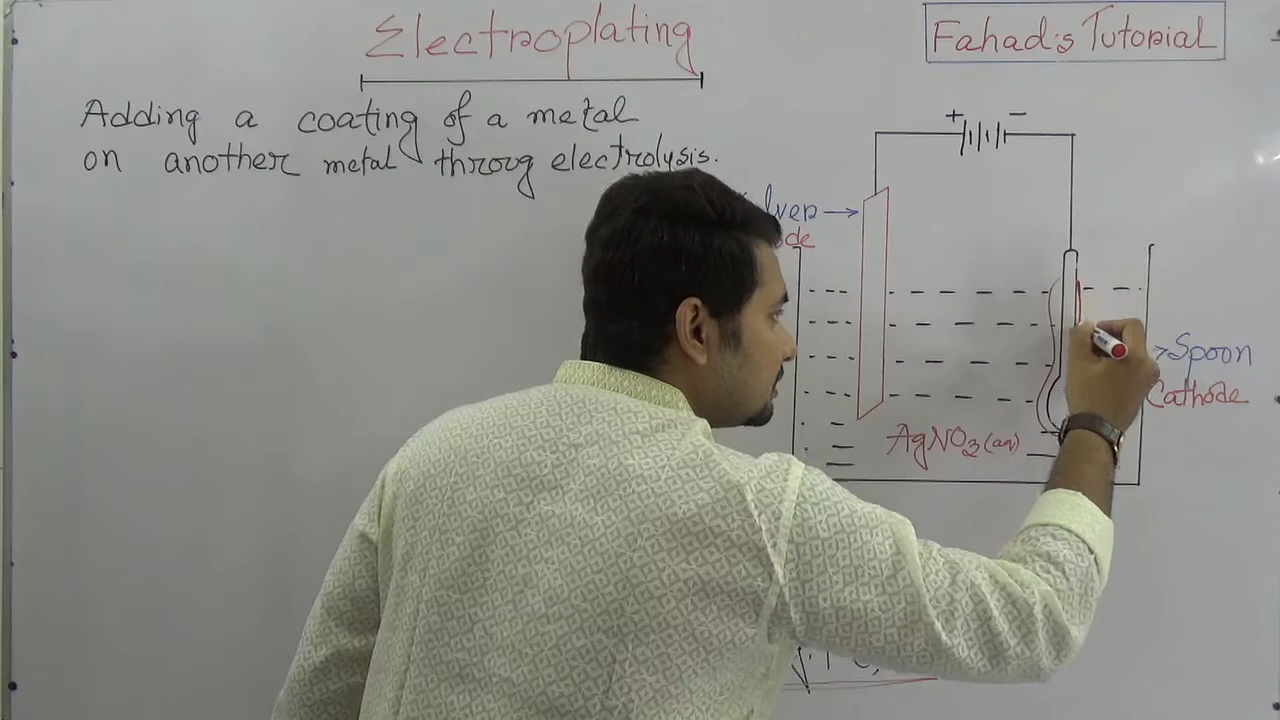 Electroplating
Fahad's Tutorial
Adding a coating of a metal
on another metal throug electrolysis.
+ −
Spoon
Cathode
AgNO3(aq)